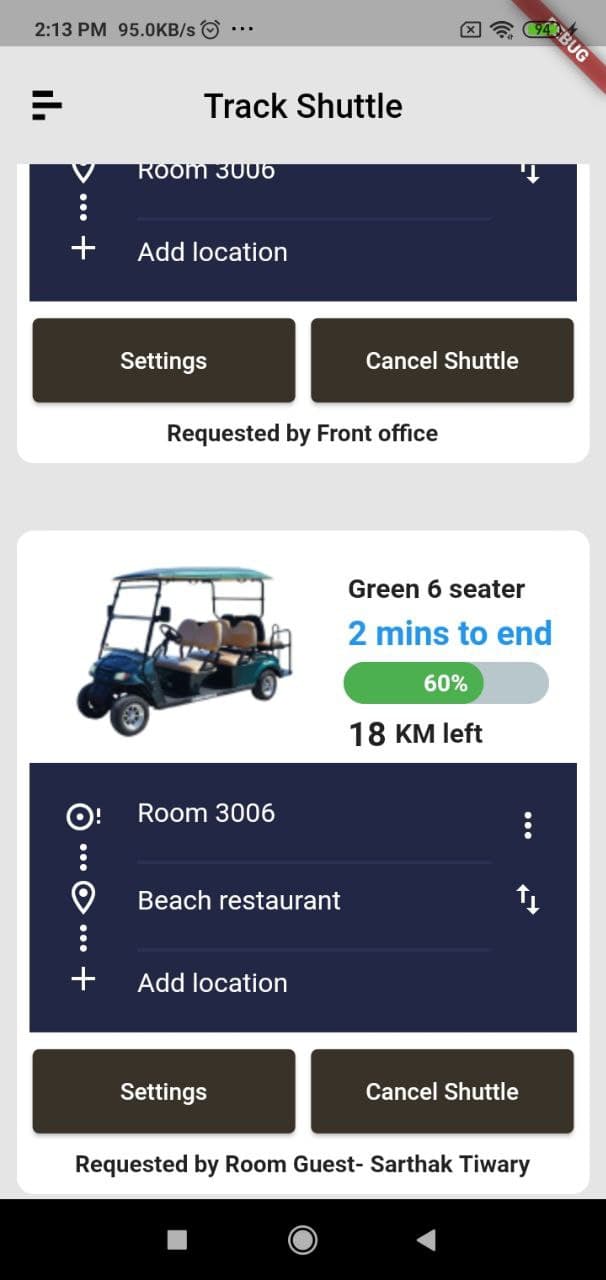 2:13 PM 95.0KB/s ...
94
DEBUG
Track Shuttle
Room 3006
Add location
Settings
Cancel Shuttle
Requested by Front office
Green 6 seater
2 mins to end
60%
18 KM left
Room 3006
Beach restaurant
Add location
Settings
Cancel Shuttle
Requested by Room Guest- Sarthak Tiwary